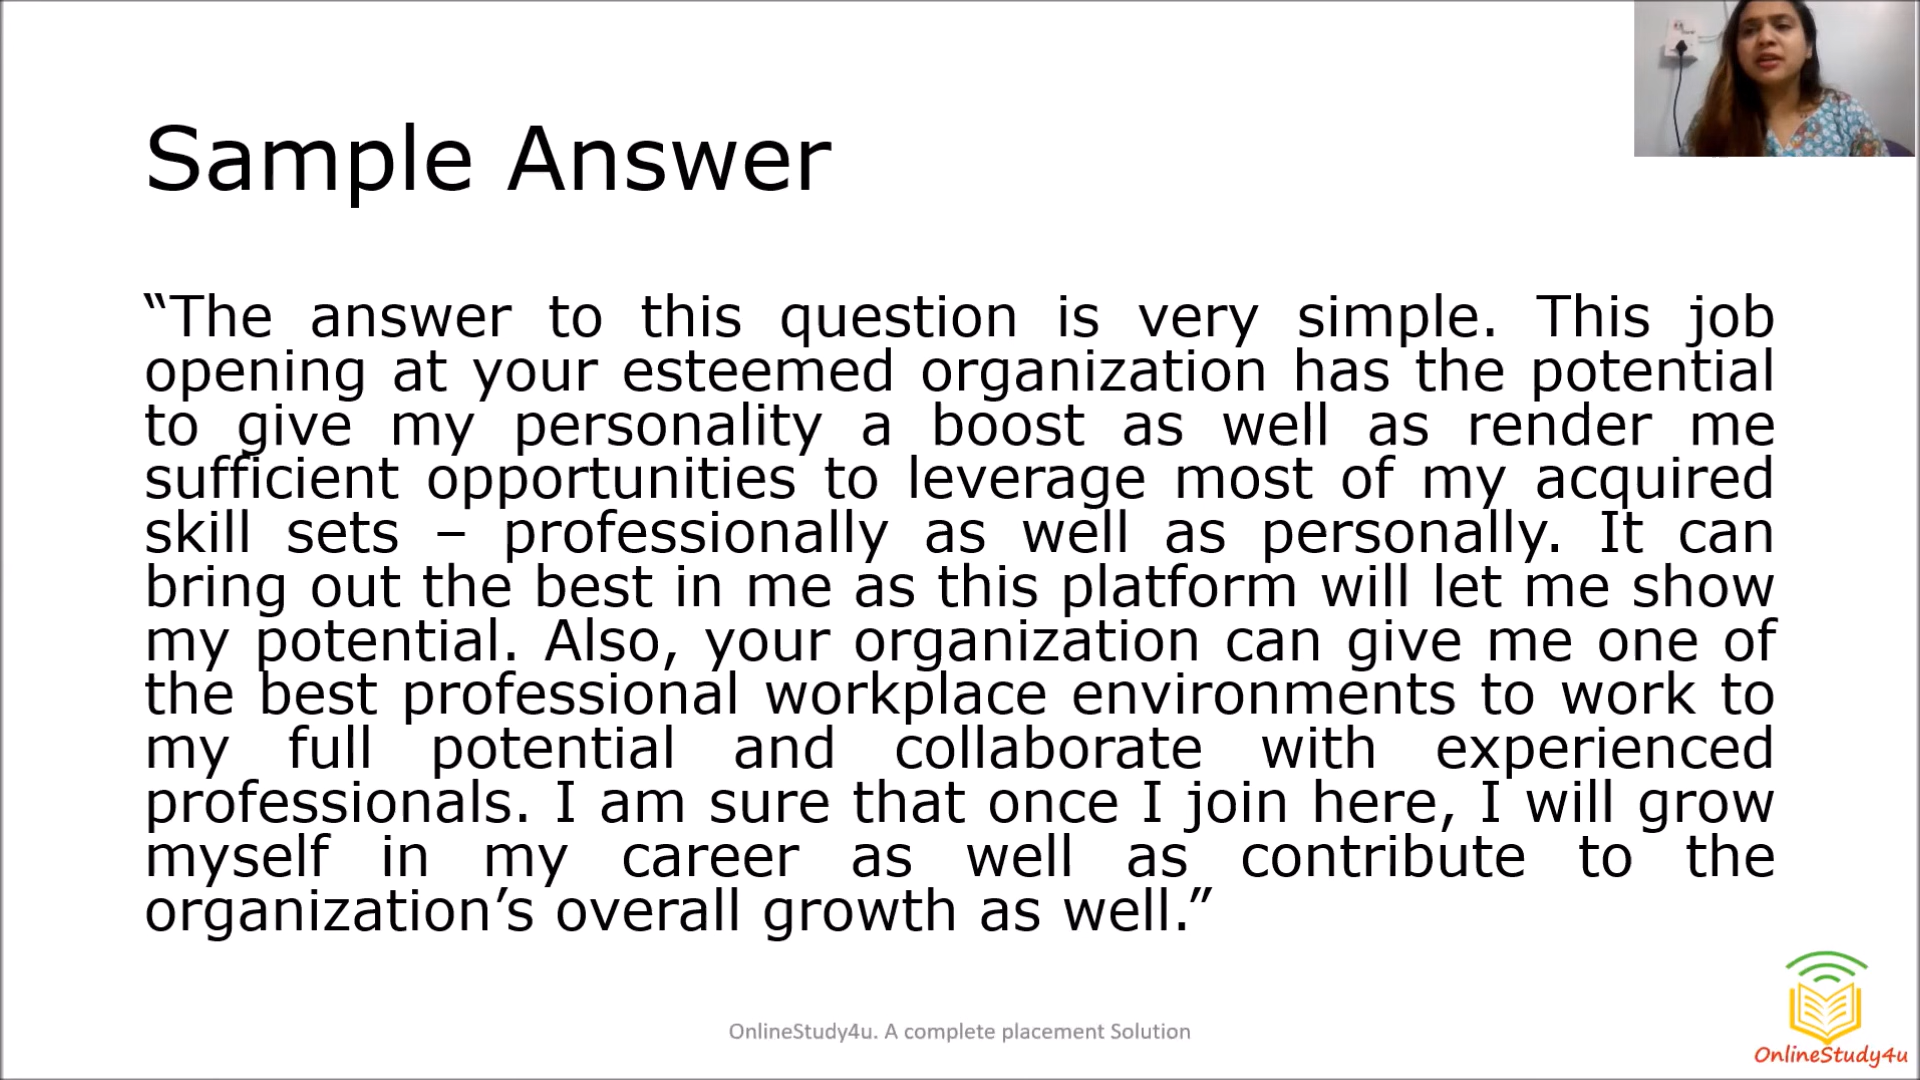 Sample Answer
“The answer to this question is very simple. This job
opening at your esteemed organization has the potential
to give my personality a boost as well as render me
sufficient opportunities to leverage most of my acquired
skill sets – professionally as well as personally. It can
bring out the best in me as this platform will let me show
my potential. Also, your organization can give me one of
the best professional workplace environments to work to
my full potential and collaborate with experienced
professionals. I am sure that once I join here, I will grow
myself in my career as well as contribute to the
organization’s overall growth as well.”
OnlineStudy4u. A complete placement Solution
OnlineStudy4u